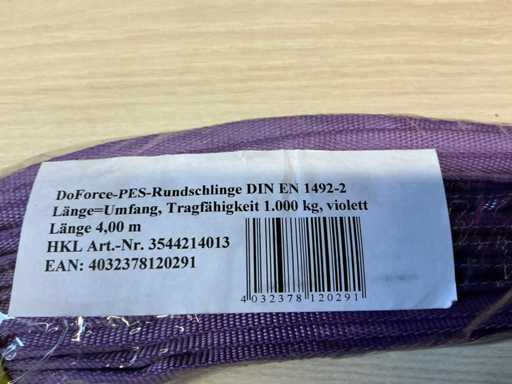 DoForce-PES-Rundschlinge DIN EN 1492-2
Länge=Umfang, Tragfähigkeit 1.000 kg, violett
Länge 4,00 m
HKL Art.-Nr. 3544214013
EAN: 4032378120291
4 032378 120291